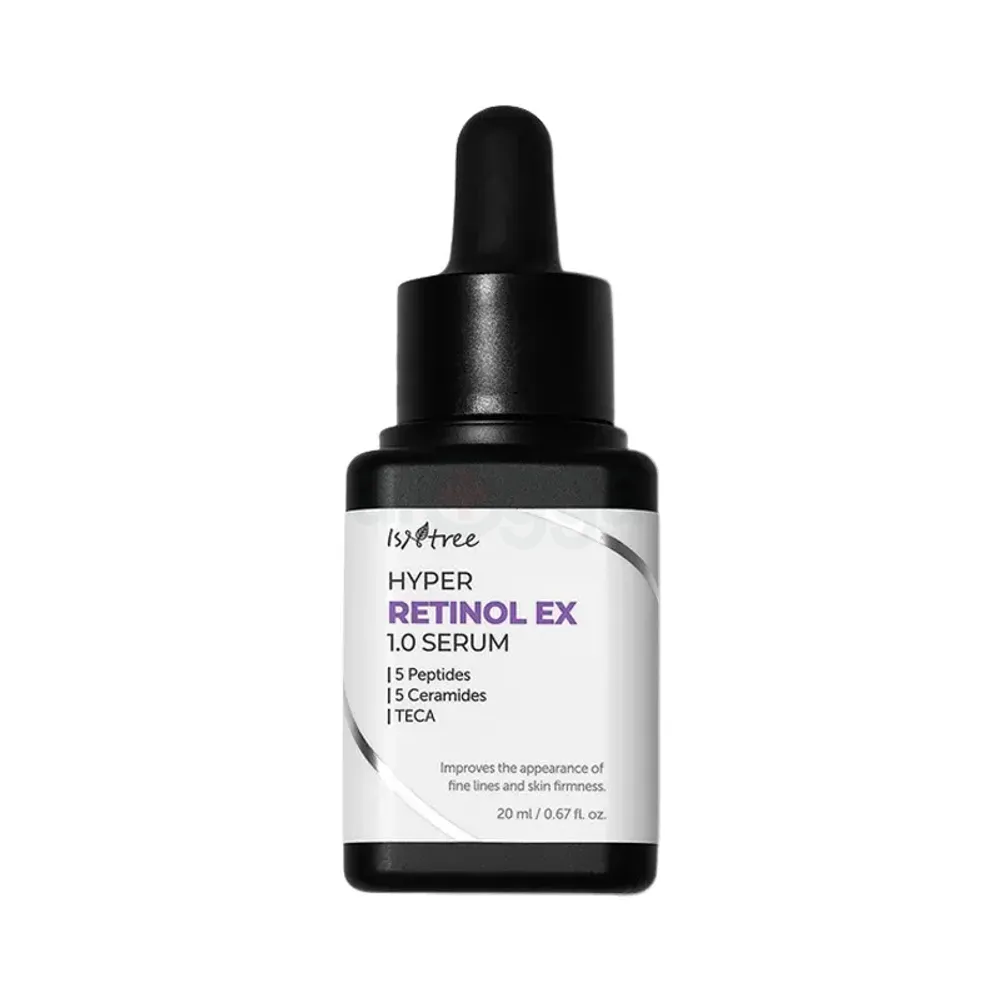 IsNtree
HYPER
RETINOL EX
1.0 SERUM
| 5 Peptides
| 5 Ceramides
| TECA
Improves the appearance of
fine lines and skin firmness.
20 ml / 0.67 fl. oz.